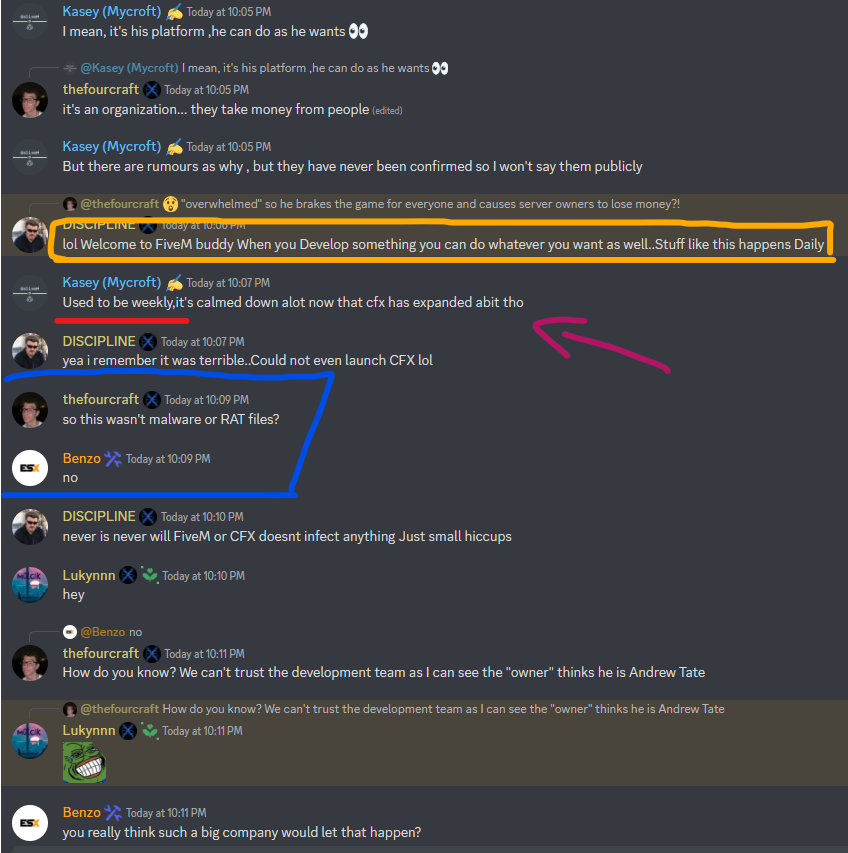 Kasey (Mycroft) ✍️ Today at 10:05 PM
I mean, it's his platform ,he can do as he wants 👀
@Kasey (Mycroft) I mean, it's his platform ,he can do as he wants 👀
thefourcraft Today at 10:05 PM
it's an organization... they take money from people (edited)
Kasey (Mycroft) ✍️ Today at 10:05 PM
But there are rumours as why , but they have never been confirmed so I won't say them publicly
@thefourcraft 😲 "overwhelmed" so he brakes the game for everyone and causes server owners to lose money?!
DISCIPLINE Today at 10:06 PM
lol Welcome to FiveM buddy When you Develop something you can do whatever you want as well..Stuff like this happens Daily
Kasey (Mycroft) ✍️ Today at 10:07 PM
Used to be weekly,it's calmed down alot now that cfx has expanded abit tho
DISCIPLINE Today at 10:07 PM
yea i remember it was terrible..Could not even launch CFX lol
thefourcraft Today at 10:09 PM
so this wasn't malware or RAT files?
ESX
Benzo Today at 10:09 PM
no
DISCIPLINE Today at 10:10 PM
never is never will FiveM or CFX doesnt infect anything Just small hiccups
Lukynnn Today at 10:10 PM
hey
@Benzo no
thefourcraft Today at 10:11 PM
How do you know? We can't trust the development team as I can see the "owner" thinks he is Andrew Tate
@thefourcraft How do you know? We can't trust the development team as I can see the "owner" thinks he is Andrew Tate
Lukynnn Today at 10:11 PM
ESX
Benzo Today at 10:11 PM
you really think such a big company would let that happen?